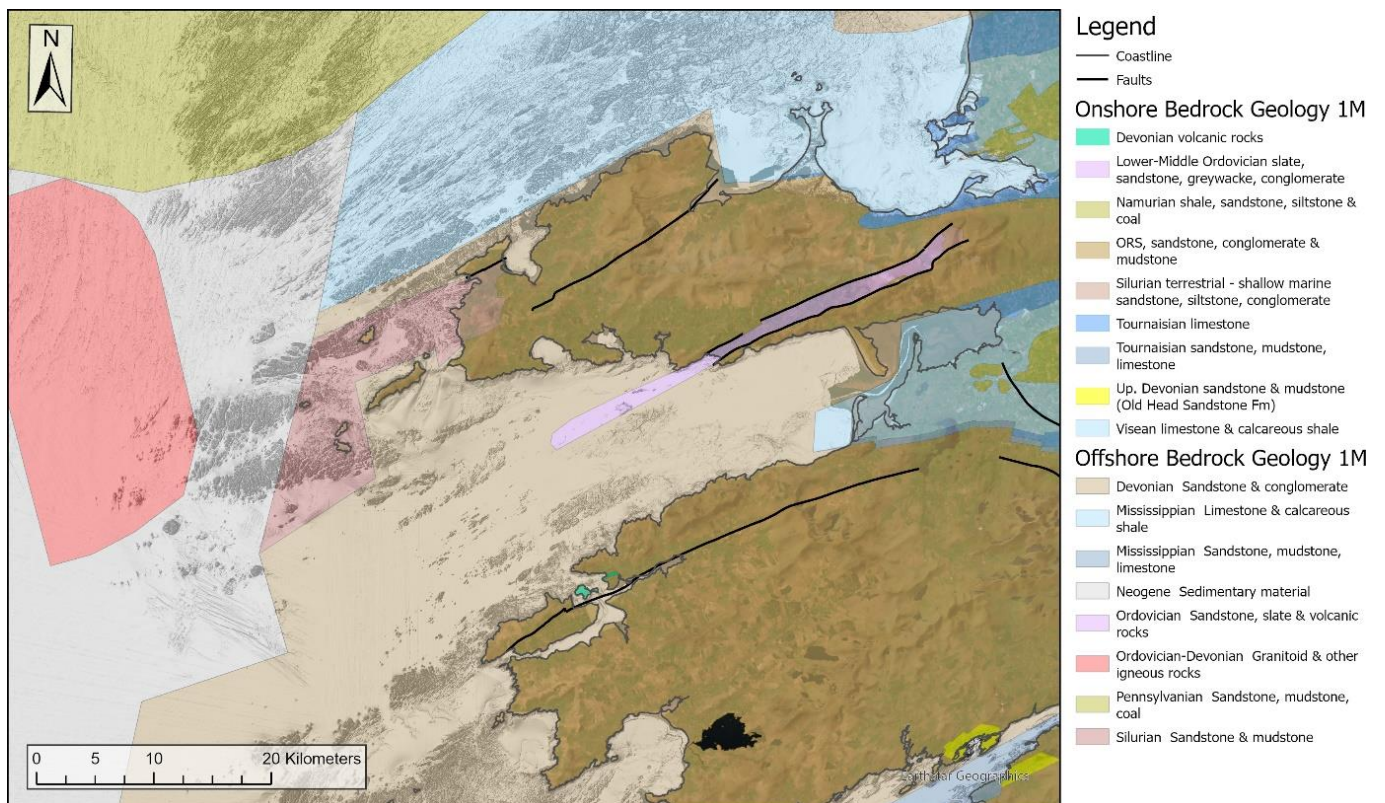 N
0 5 10 20 Kilometers
Legend
Coastline
Faults
Onshore Bedrock Geology 1M
Devonian volcanic rocks
Lower-Middle Ordovician slate,
sandstone, greywacke, conglomerate
Namurian shale, sandstone, siltstone &
coal
ORS, sandstone, conglomerate &
mudstone
Silurian terrestrial - shallow marine
sandstone, siltstone, conglomerate
Tournaisian limestone
Tournaisian sandstone, mudstone,
limestone
Up. Devonian sandstone & mudstone
(Old Head Sandstone Fm)
Visean limestone & calcareous shale
Offshore Bedrock Geology 1M
Devonian Sandstone & conglomerate
Mississippian Limestone & calcareous
shale
Mississippian Sandstone, mudstone,
limestone
Neogene Sedimentary material
Ordovician Sandstone, slate & volcanic
rocks
Ordovician-Devonian Granitoid & other
igneous rocks
Pennsylvanian Sandstone, mudstone,
coal
Silurian Sandstone & mudstone
Geographics